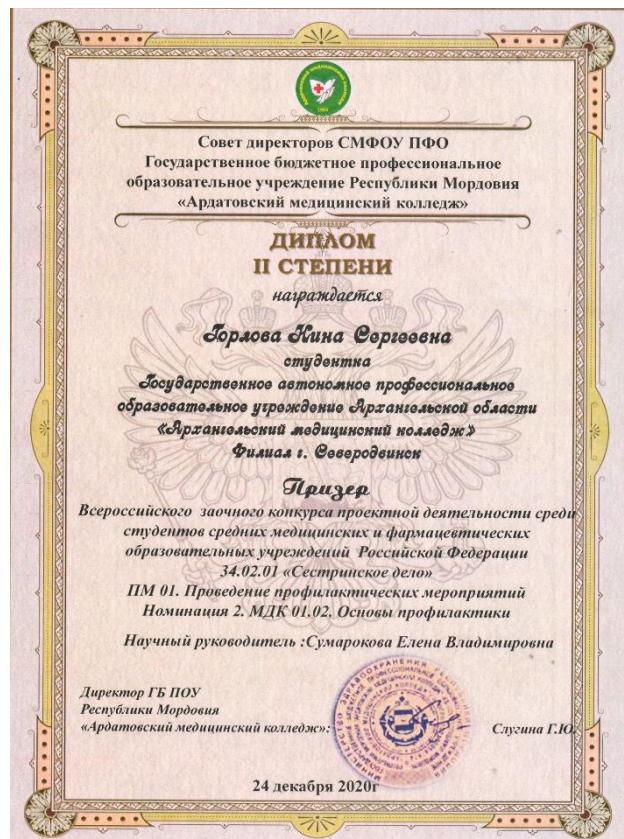 Совет директоров СМФОУ ПФО
Государственное бюджетное профессиональное
образовательное учреждение Республики Мордовия
«Ардатовский медицинский колледж»
ДИПЛОМ
II СТЕПЕНИ
награждается
Горлова Нина Сергеевна
студентка
Государственное автономное профессиональное
образовательное учреждение Архангельской области
«Архангельский медицинский колледж»
Филиал г. Северодвинск
Призер
Всероссийского заочного конкурса проектной деятельности среди
студентов средних медицинских и фармацевтических
образовательных учреждений Российской Федерации
34.02.01 «Сестринское дело»
ПМ 01. Проведение профилактических мероприятий
Номинация 2. МДК 01.02. Основы профилактики
Научный руководитель :Сумарокова Елена Владимировна
Директор ГБ ПОУ
Республики Мордовия
«Ардатовский медицинский колледж»:
Слугина Г.Ю.
24 декабря 2020г